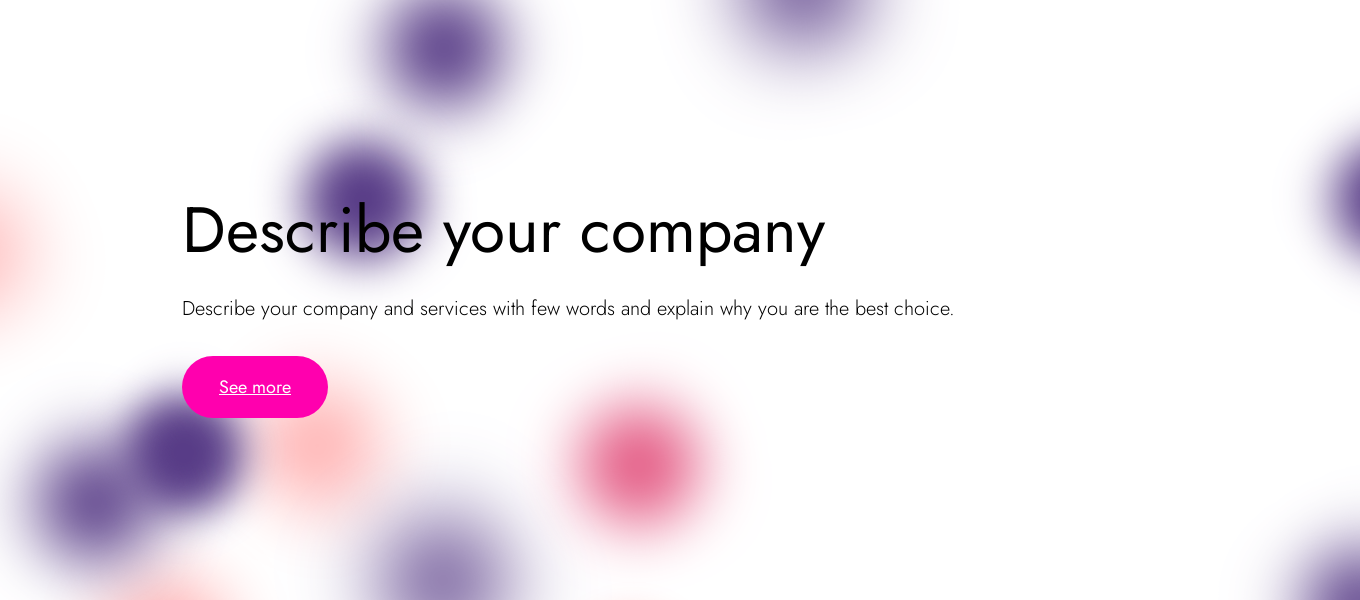 Describe your company
Describe your company and services with few words and explain why you are the best choice.
See more